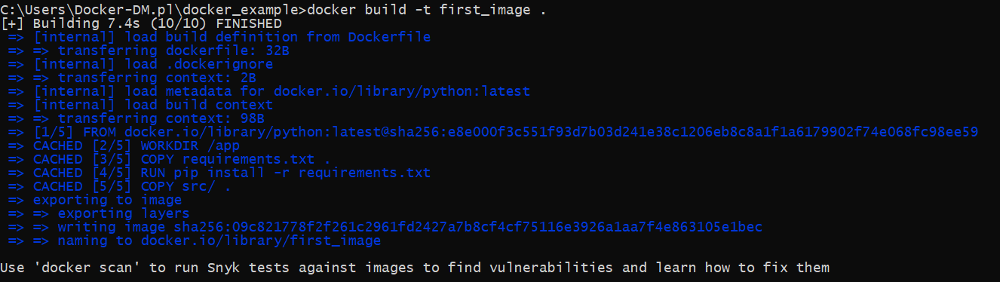 C:\Users\Docker-DM.pl\docker_example>docker build -t first_image .
[+] Building 7.4s (10/10) FINISHED
=> [internal] load build definition from Dockerfile
=> => transferring dockerfile: 32B
=> [internal] load .dockerignore
=> => transferring context: 2B
=> [internal] load metadata for docker.io/library/python:latest
=> [internal] load build context
=> => transferring context: 98B
=> [1/5] FROM docker.io/library/python:latest@sha256:e8e000f3c551f93d7b03d241e38c1206eb8c8a1f1a6179902f74e068fc98ee59
=> CACHED [2/5] WORKDIR /app
=> CACHED [3/5] COPY requirements.txt .
=> CACHED [4/5] RUN pip install -r requirements.txt
=> CACHED [5/5] COPY src/ .
=> exporting to image
=> => exporting layers
=> => writing image sha256:09c821778f2f261c2961fd2427a7b8cf4cf75116e3926a1aa7f4e863105e1bec
=> => naming to docker.io/library/first_image
Use 'docker scan' to run Snyk tests against images to find vulnerabilities and learn how to fix them